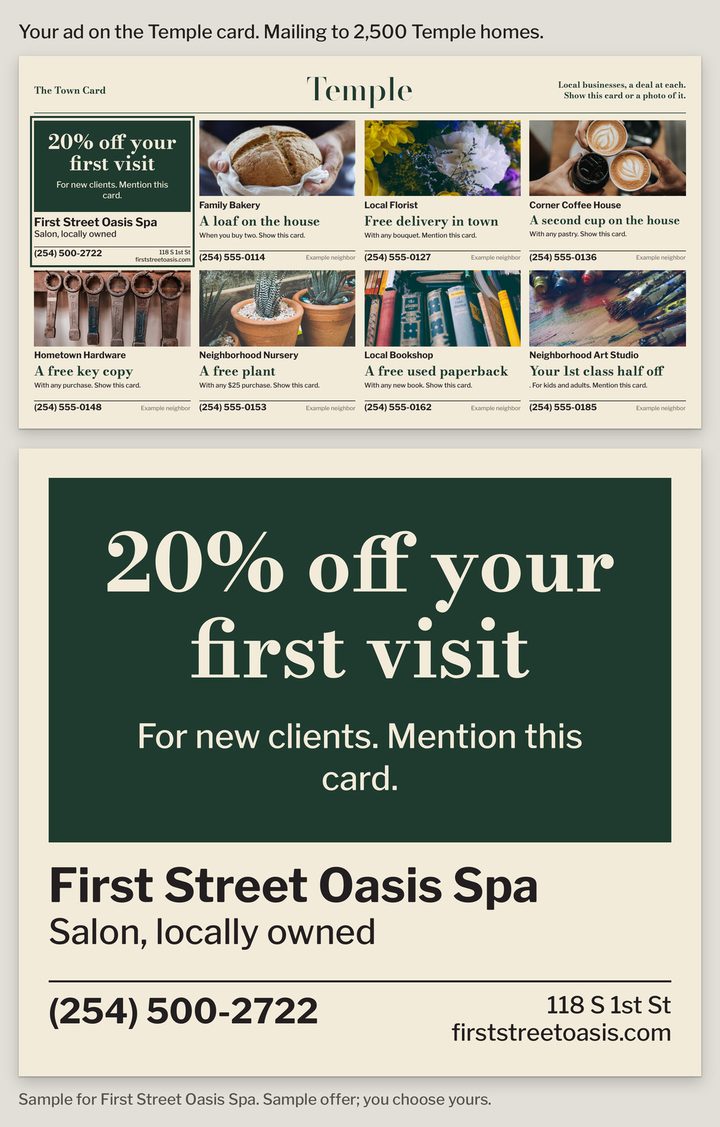 Your ad on the Temple card. Mailing to 2,500 Temple homes.
The Town Card
Temple
Local businesses, a deal at each.
Show this card or a photo of it.
20% off your
first visit
For new clients. Mention this
card.
First Street Oasis Spa
Salon, locally owned
(254) 500-2722
118 S 1st St
firststreetoasis.com
Family Bakery
A loaf on the house
When you buy two. Show this card.
(254) 555-0114
Example neighbor
Local Florist
Free delivery in town
With any bouquet. Mention this card.
(254) 555-0127
Example neighbor
Corner Coffee House
A second cup on the house
With any pastry. Show this card.
(254) 555-0136
Example neighbor
Hometown Hardware
A free key copy
With any purchase. Show this card.
(254) 555-0148
Example neighbor
Neighborhood Nursery
A free plant
With any $25 purchase. Show this card.
(254) 555-0153
Example neighbor
Local Bookshop
A free used paperback
With any new book. Show this card.
(254) 555-0162
Example neighbor
Neighborhood Art Studio
Your 1st class half off
. For kids and adults. Mention this card.
(254) 555-0185
Example neighbor
20% off your
first visit
For new clients. Mention this
card.
First Street Oasis Spa
Salon, locally owned
(254) 500-2722
118 S 1st St
firststreetoasis.com
Sample for First Street Oasis Spa. Sample offer; you choose yours.